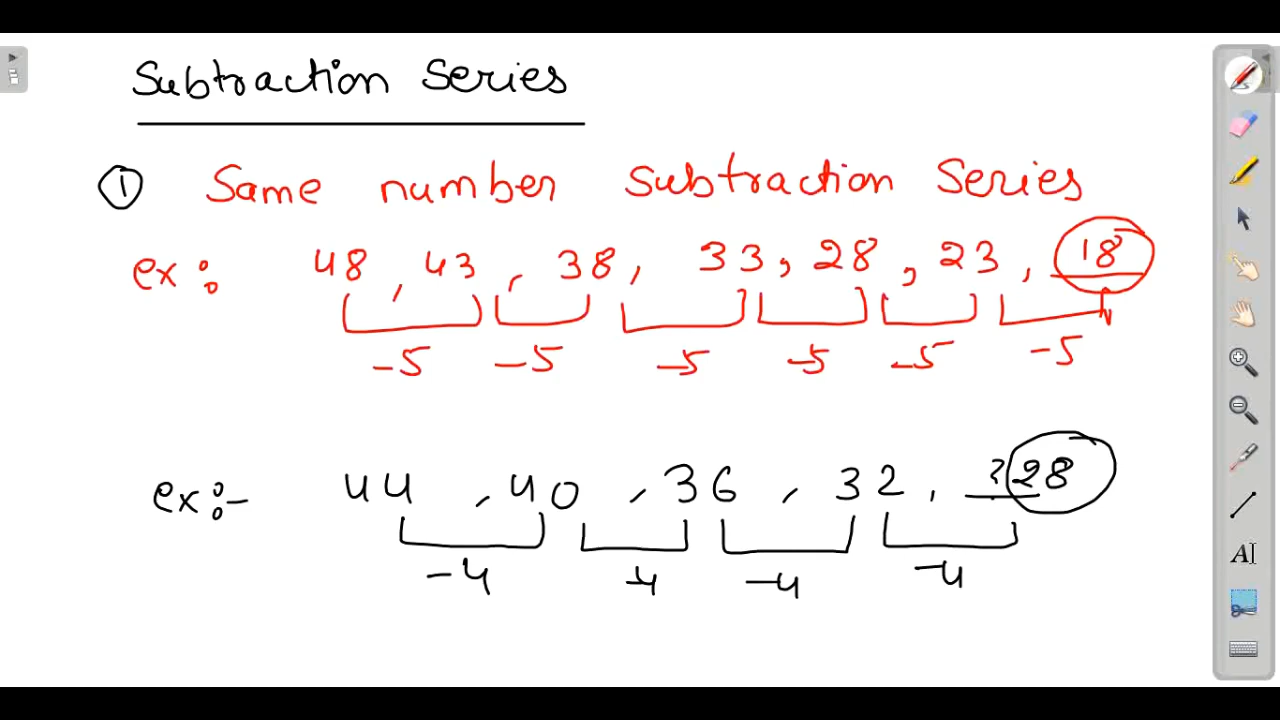 Subtraction Series
① Same number subtraction Series
ex: 48, 43, 38, 33, 28, 23, 18
-5 -5 -5 -5 -5 -5
ex:- 44, 40, 36, 32, ? 28
-4 -4 -4 -4
AI